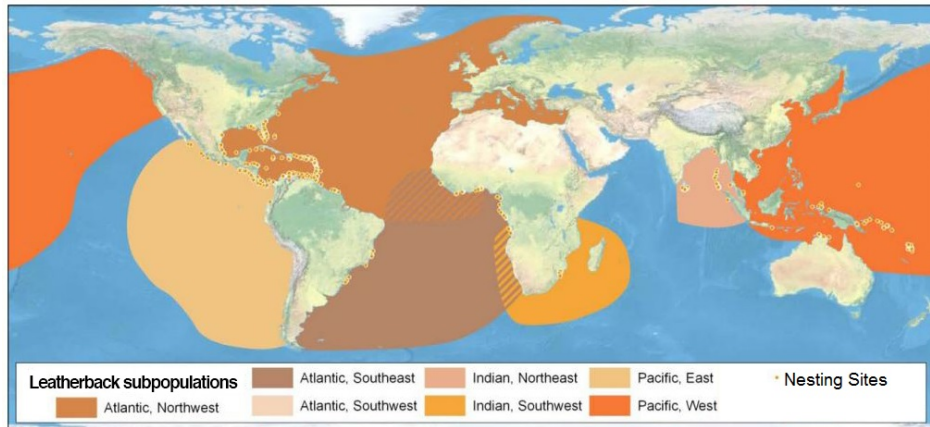 Leatherback subpopulations
Atlantic, Northwest
Atlantic, Southeast
Atlantic, Southwest
Indian, Northeast
Indian, Southwest
Pacific, East
Pacific, West
Nesting Sites